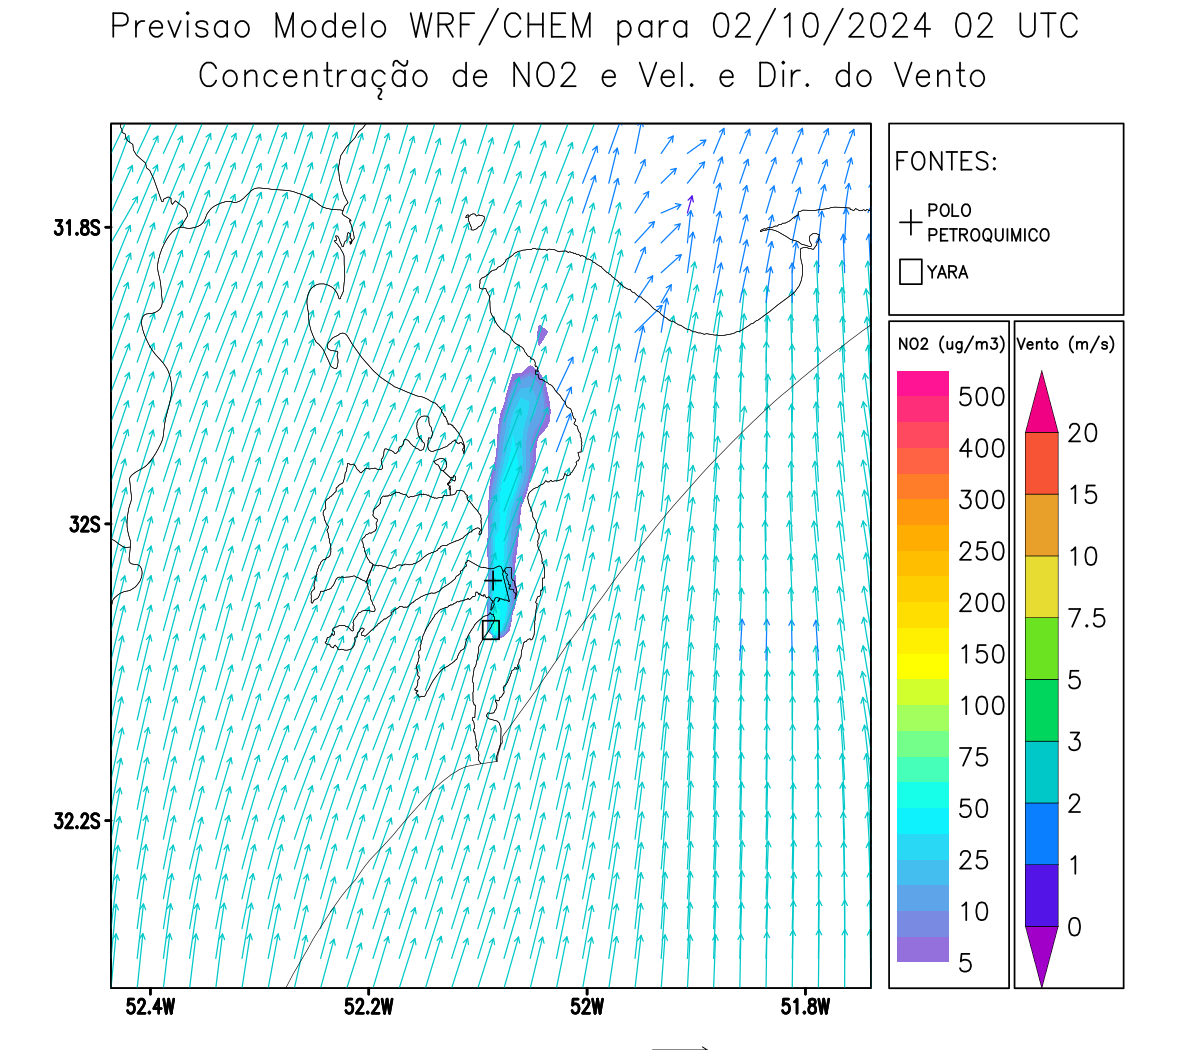 Previsao Modelo WRF/CHEM para 02/10/2024 02 UTC
Concentração de NO2 e Vel. e Dir. do Vento
FONTES:
POLO
PETROQUIMICO
YARA
31.8S
32S
32.2S
52.4W 52.2W 52W 51.8W
NO2 (ug/m3)
500
400
300
250
200
150
100
75
50
25
10
5
Vento (m/s)
20
15
10
7.5
5
3
2
1
0